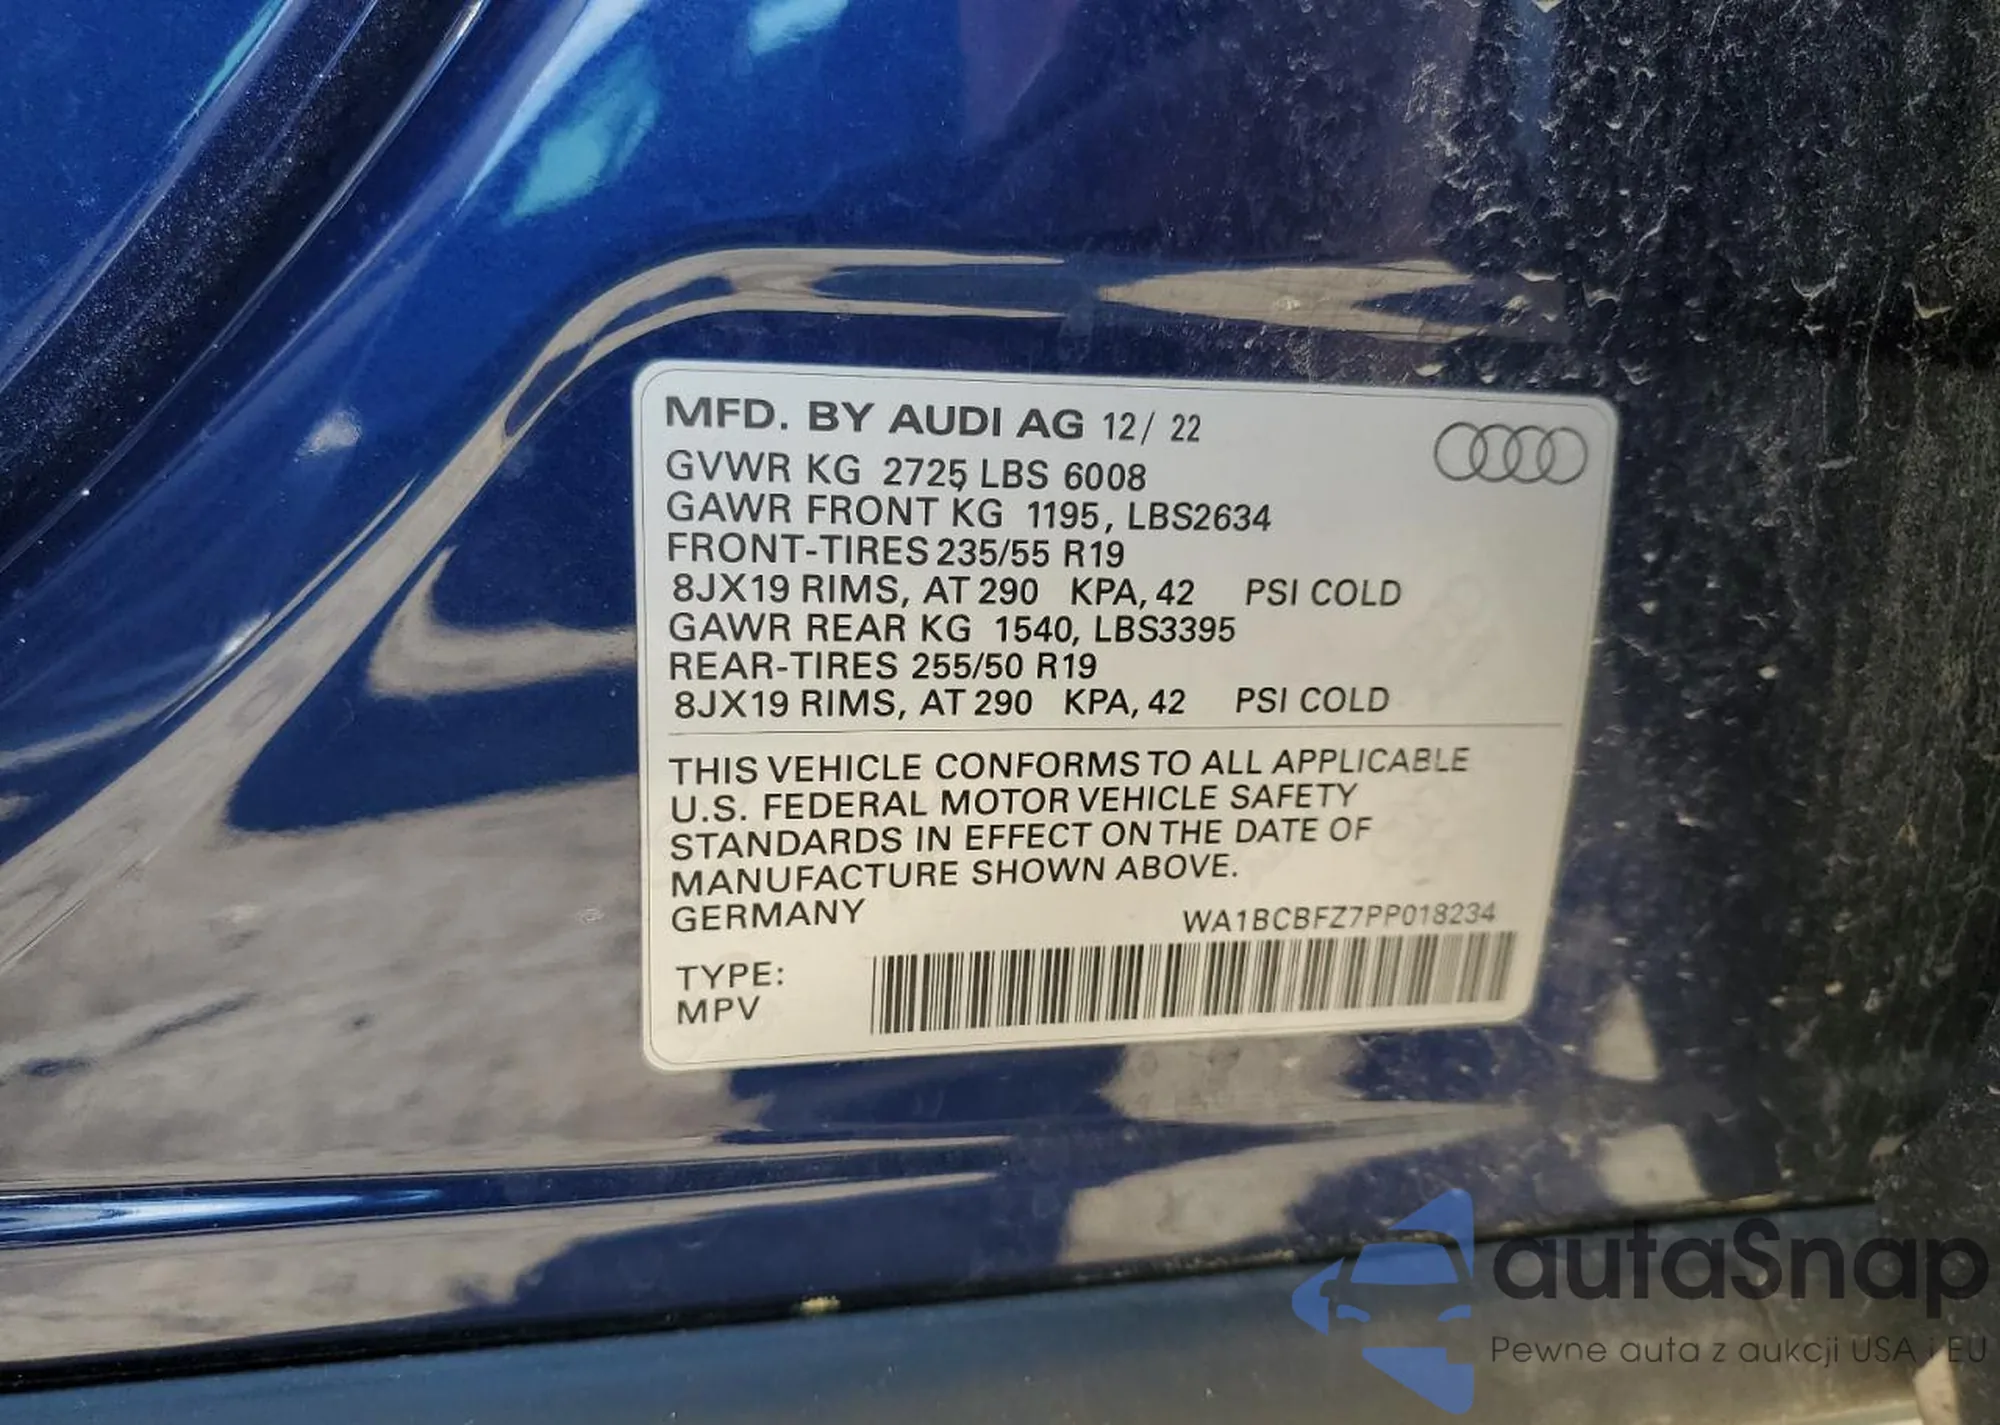 MFD. BY AUDI AG 12/ 22
GVWR KG 2725, LBS 6008
GAWR FRONT KG 1195, LBS2634
FRONT-TIRES 235/55 R19
8JX19 RIMS, AT 290 KPA, 42 PSI COLD
GAWR REAR KG 1540, LBS3395
REAR-TIRES 255/50 R19
8JX19 RIMS, AT 290 KPA, 42 PSI COLD
THIS VEHICLE CONFORMS TO ALL APPLICABLE
U.S. FEDERAL MOTOR VEHICLE SAFETY
STANDARDS IN EFFECT ON THE DATE OF
MANUFACTURE SHOWN ABOVE.
GERMANY WA1BCBFZ7PP018234
TYPE:
MPV
autaSnap
Pewne auta z aukcji USA i EU